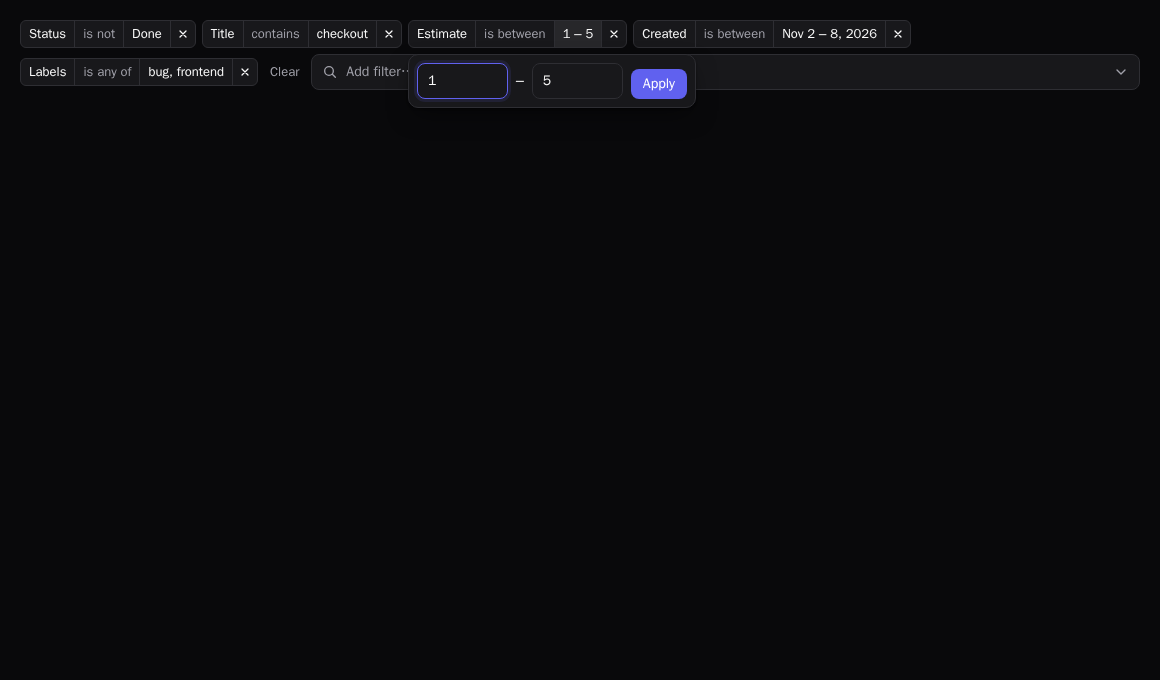 Status is not Done Title contains checkout Estimate is between 1 – 5 Created is between Nov 2 – 8, 2026
Labels is any of bug, frontend Clear Add filter
1 – 5 Apply